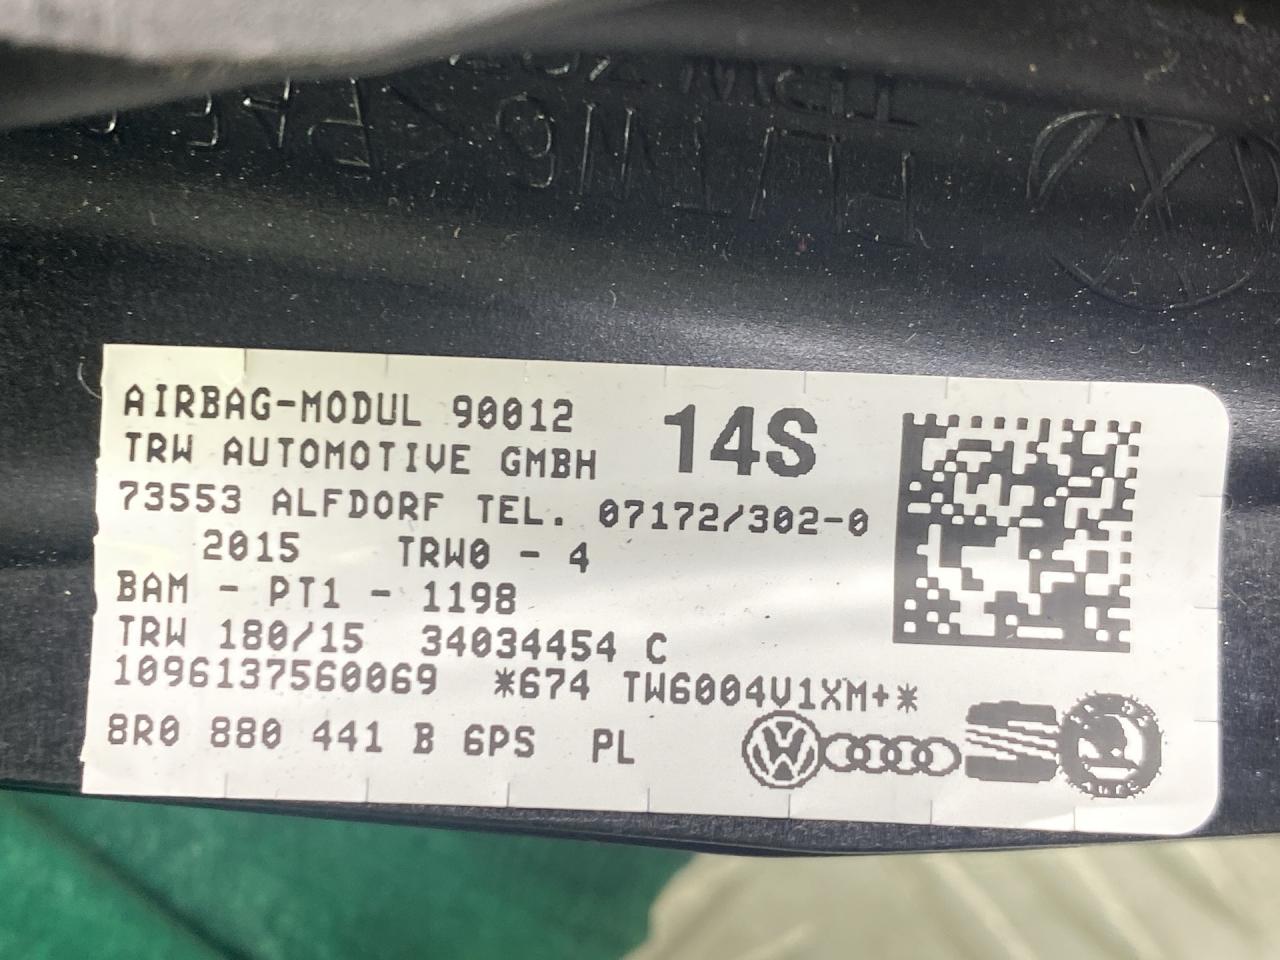 AIRBAG-MODUL 90012
14S
TRW AUTOMOTIVE GMBH
73553 ALFDORF TEL. 07172/302-0
2015 TRW0 - 4
BAM - PT1 - 1198
TRW 180/15 34034454 C
1096137560069 *674 TW6004V1XM+*
8R0 880 441 B 6PS PL